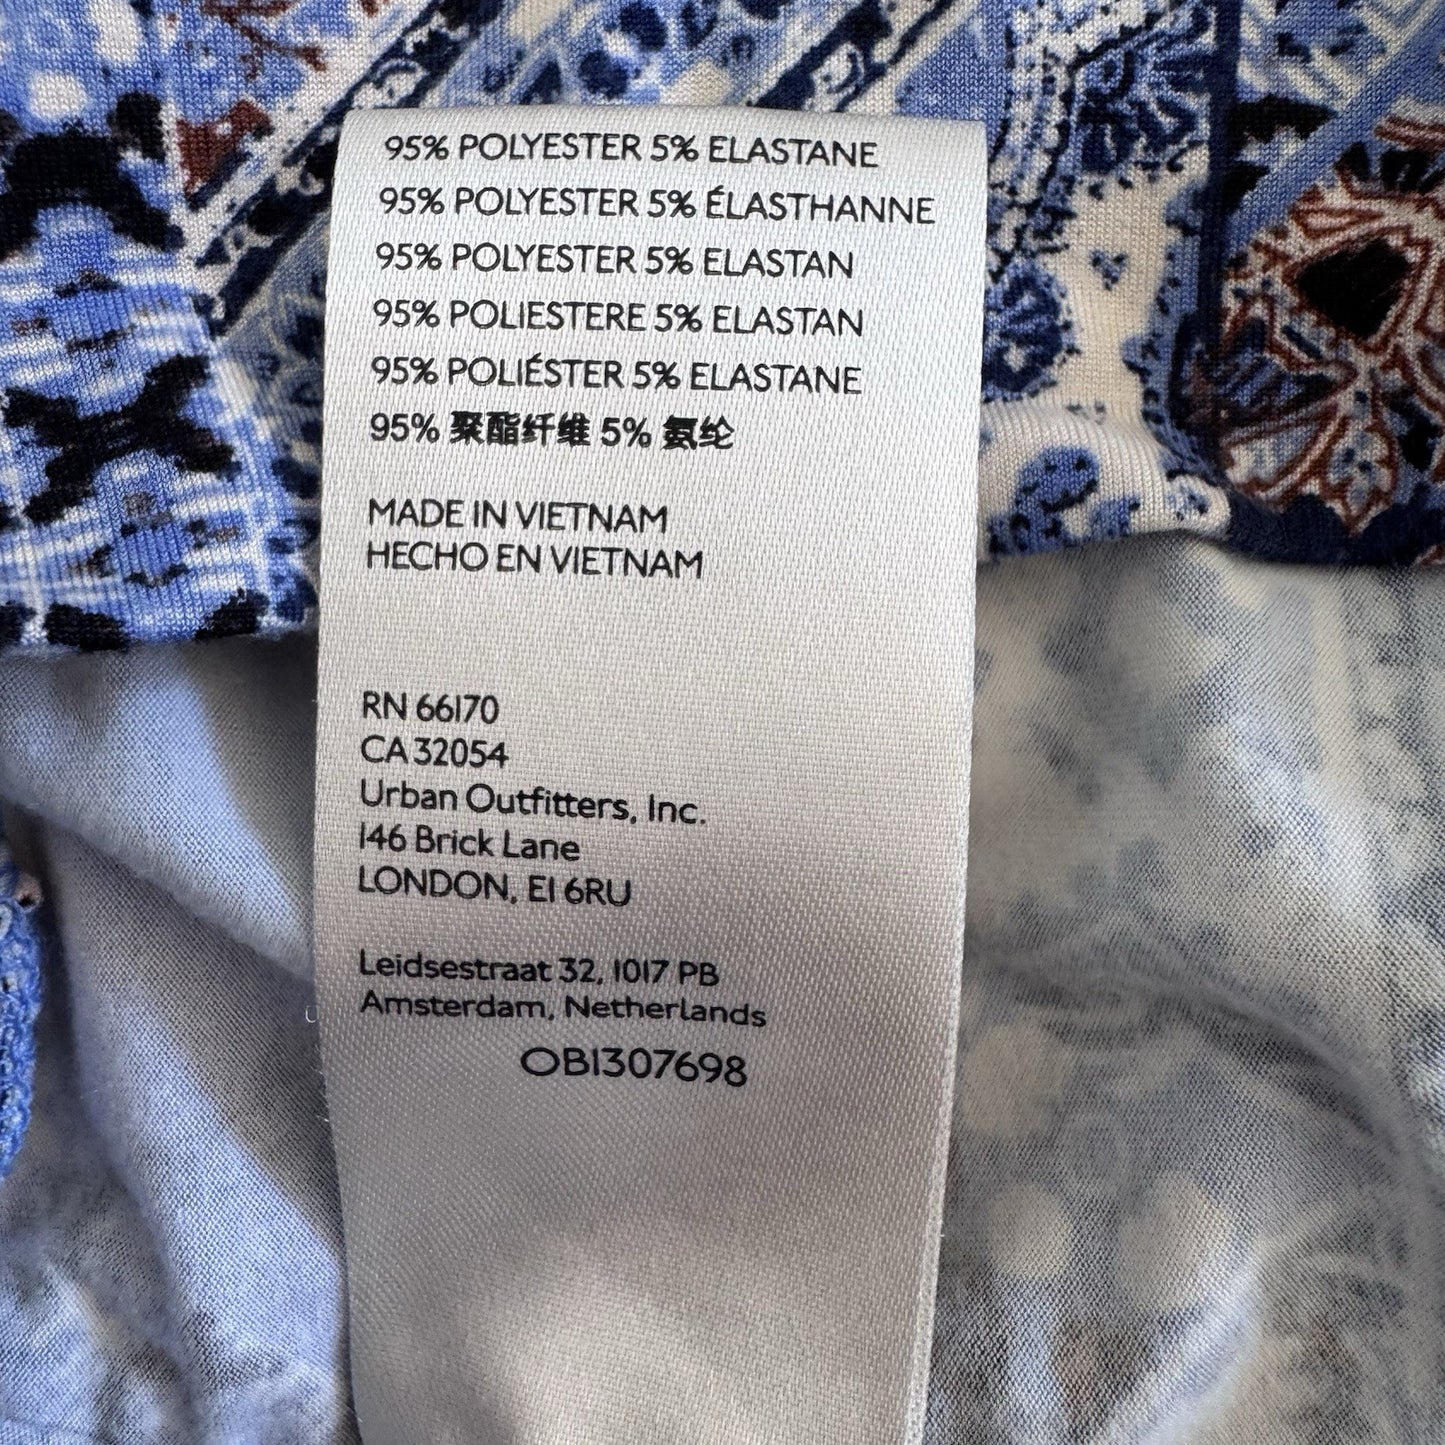 95% POLYESTER 5% ELASTANE
95% POLYESTER 5% ÉLASTHANNE
95% POLYESTER 5% ELASTAN
95% POLIESTERE 5% ELASTAN
95% POLIÉSTER 5% ELASTANE
95% 聚酯纤维 5% 氨纶
MADE IN VIETNAM
HECHO EN VIETNAM
RN 66170
CA 32054
Urban Outfitters, Inc.
146 Brick Lane
LONDON, E1 6RU
Leidsestraat 32, 1017 PB
Amsterdam, Netherlands
OB1307698